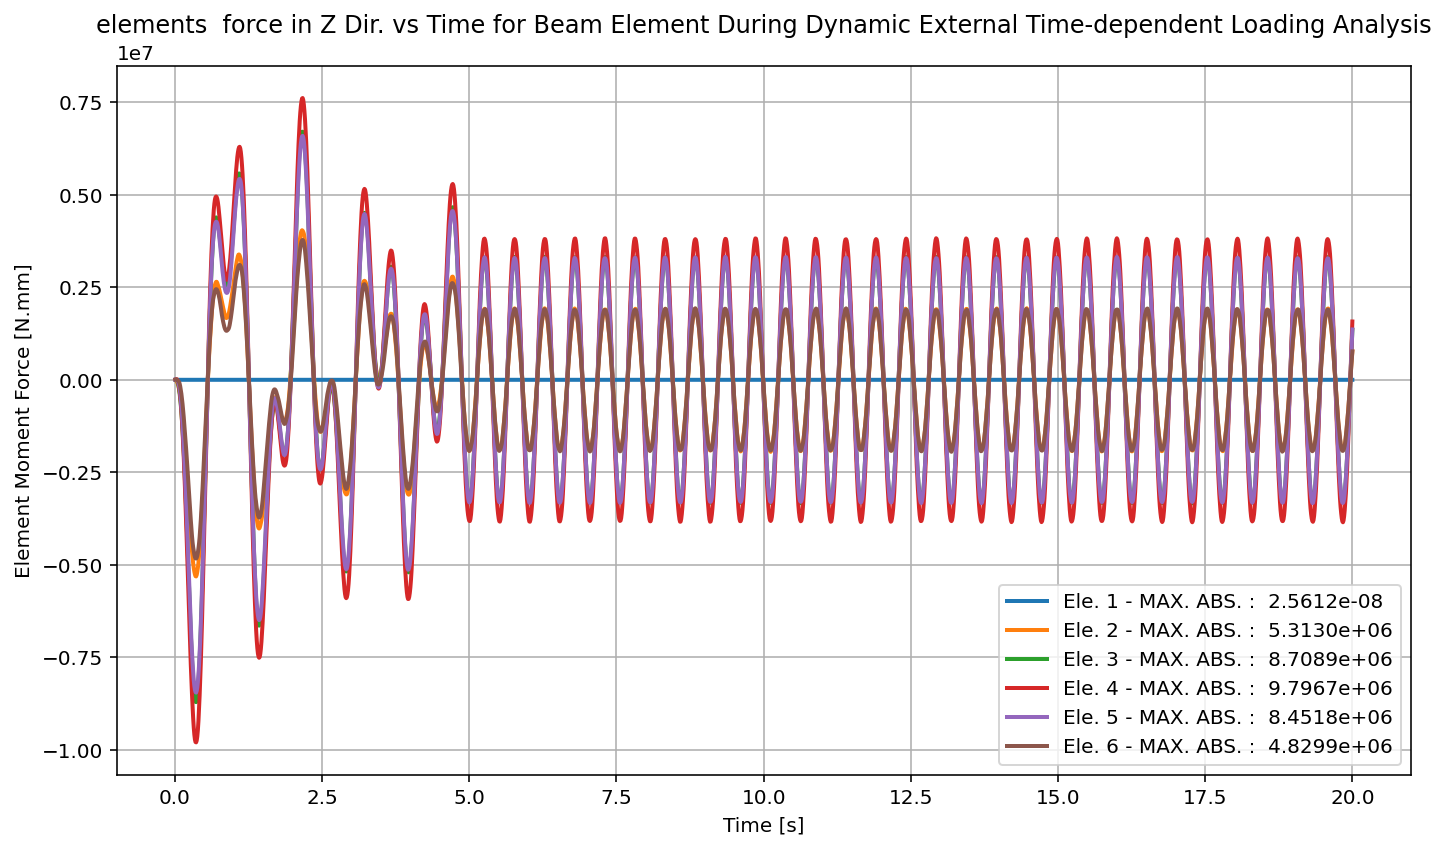 elements  force in Z Dir. vs Time for Beam Element During Dynamic External Time-dependent Loading Analysis
1e7
0.75
0.50
0.25
0.00
−0.25
−0.50
−0.75
−1.00
Element Moment Force [N.mm]
Ele. 1 - MAX. ABS. :  2.5612e-08
Ele. 2 - MAX. ABS. :  5.3130e+06
Ele. 3 - MAX. ABS. :  8.7089e+06
Ele. 4 - MAX. ABS. :  9.7967e+06
Ele. 5 - MAX. ABS. :  8.4518e+06
Ele. 6 - MAX. ABS. :  4.8299e+06
0.0 2.5 5.0 7.5 10.0 12.5 15.0 17.5 20.0
Time [s]